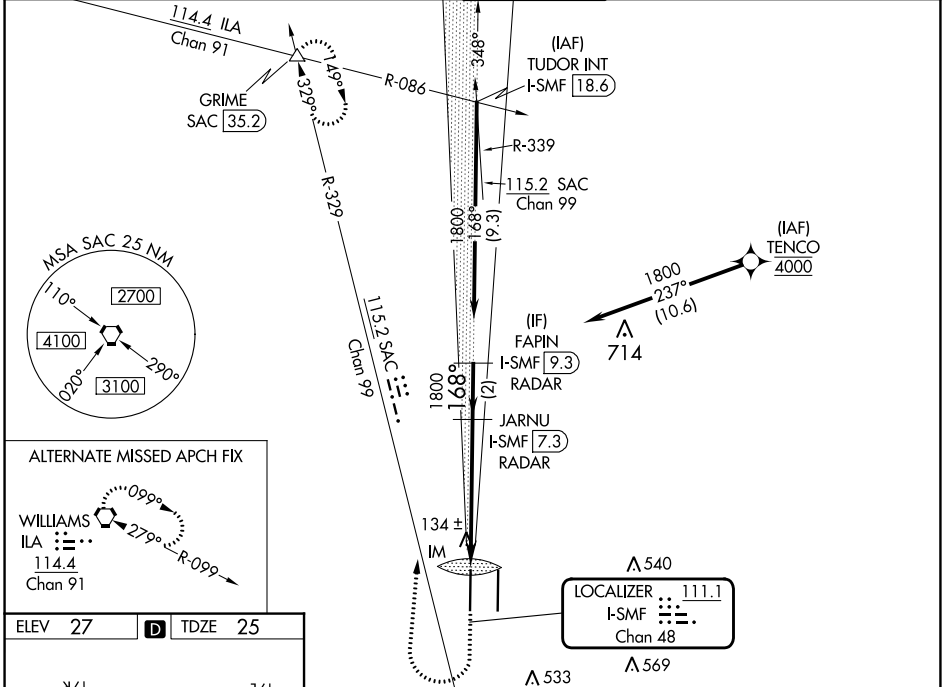 114.4 ILA
Chan 91
GRIME
SAC 35.2
149°
329°
R-086
348°
(IAF)
TUDOR INT
I-SMF 18.6
R-339
115.2 SAC
Chan 99
1800
168°
(9.3)
R-329
115.2 SAC
Chan 99
(IAF)
TENCO
4000
1800
237°
(10.6)
714
MSA SAC 25 NM
110°
2700
4100
020°
3100
290°
(IF)
FAPIN
I-SMF 9.3
RADAR
1800
168°
(2)
JARNU
I-SMF 7.3
RADAR
ALTERNATE MISSED APCH FIX
WILLIAMS
ILA
114.4
Chan 91
099°
279°
R-099
134 ±
IM
540
LOCALIZER 111.1
I-SMF
Chan 48
569
533
ELEV 27 D TDZE 25